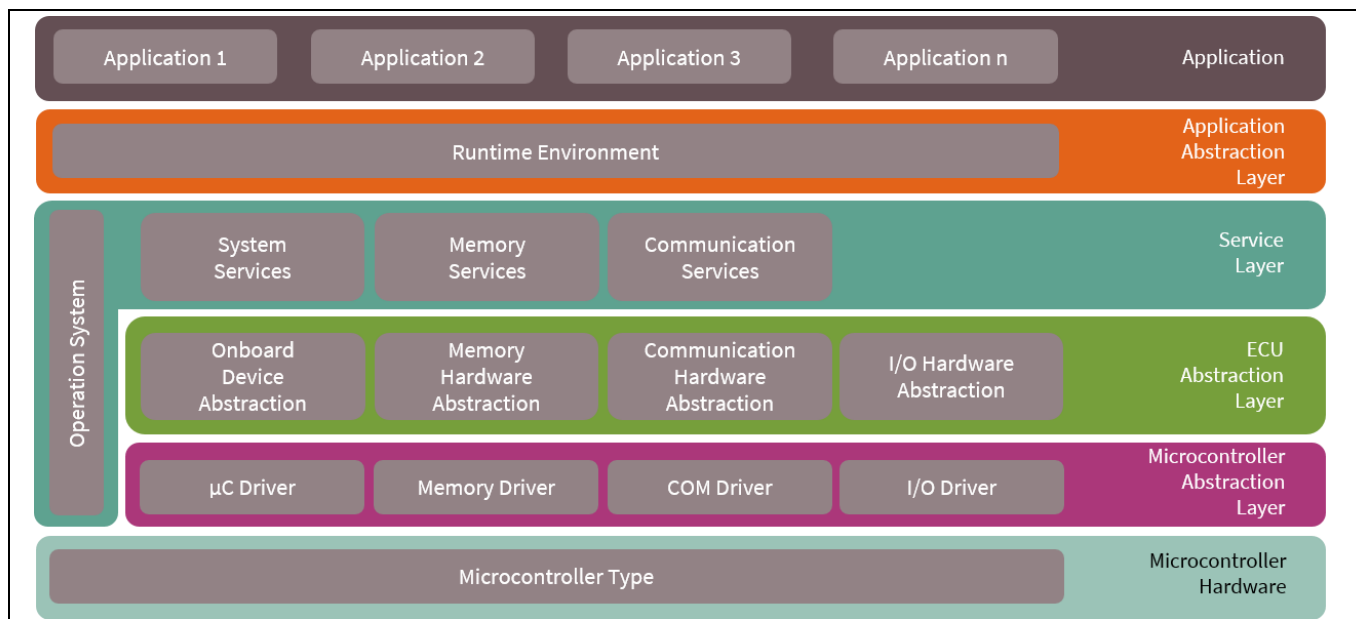 Application 1
Application 2
Application 3
Application n
Application
Runtime Environment
Application
Abstraction
Layer
Operation System
System
Services
Memory
Services
Communication
Services
Service
Layer
Onboard
Device
Abstraction
Memory
Hardware
Abstraction
Communication
Hardware
Abstraction
I/O Hardware
Abstraction
ECU
Abstraction
Layer
µC Driver
Memory Driver
COM Driver
I/O Driver
Microcontroller
Abstraction
Layer
Microcontroller Type
Microcontroller
Hardware